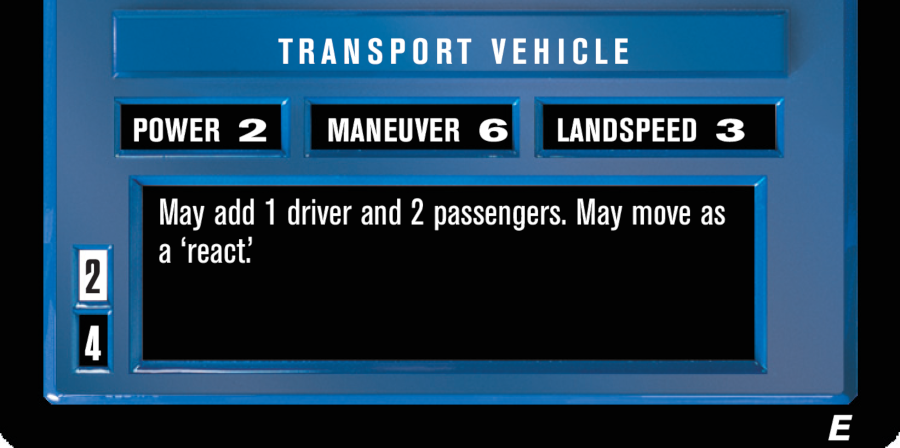 TRANSPORT VEHICLE
POWER 2 MANEUVER 6 LANDSPEED 3
May add 1 driver and 2 passengers. May move as
a ‘react.’
2
4
E